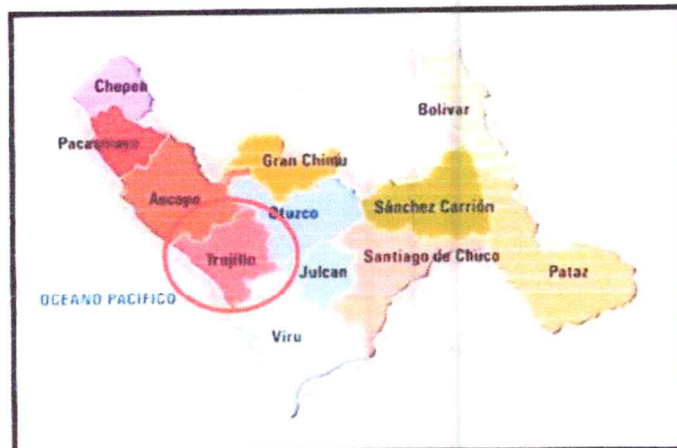 Chepen
Bolivar
Pacasmayo
Gran Chimu
Ascope
Otuzco
Sánchez Carrión
Trujillo
Julcan
Santiago de Chuco
Pataz
OCEANO PACIFICO
Viru